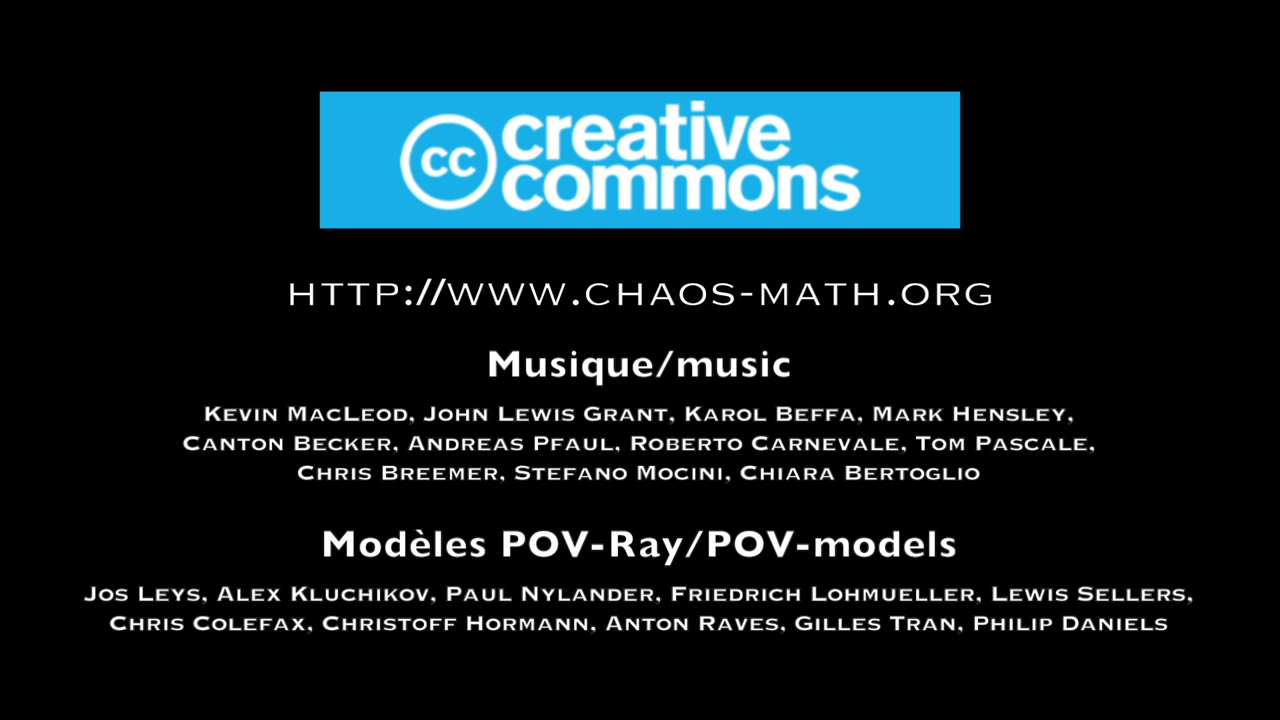 cc creative
commons
HTTP://WWW.CHAOS-MATH.ORG
Musique/music
Kevin MacLeod, John Lewis Grant, Karol Beffa, Mark Hensley,
Canton Becker, Andreas Pfaul, Roberto Carnevale, Tom Pascale,
Chris Breemer, Stefano Mocini, Chiara Bertoglio
Modèles POV-Ray/POV-models
Jos Leys, Alex Kluchikov, Paul Nylander, Friedrich Lohmueller, Lewis Sellers,
Chris Colefax, Christoff Hormann, Anton Raves, Gilles Tran, Philip Daniels